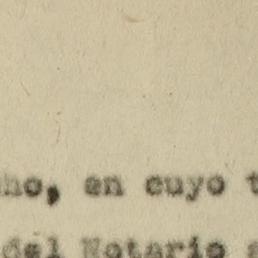 ho, en cuyo
del Notario